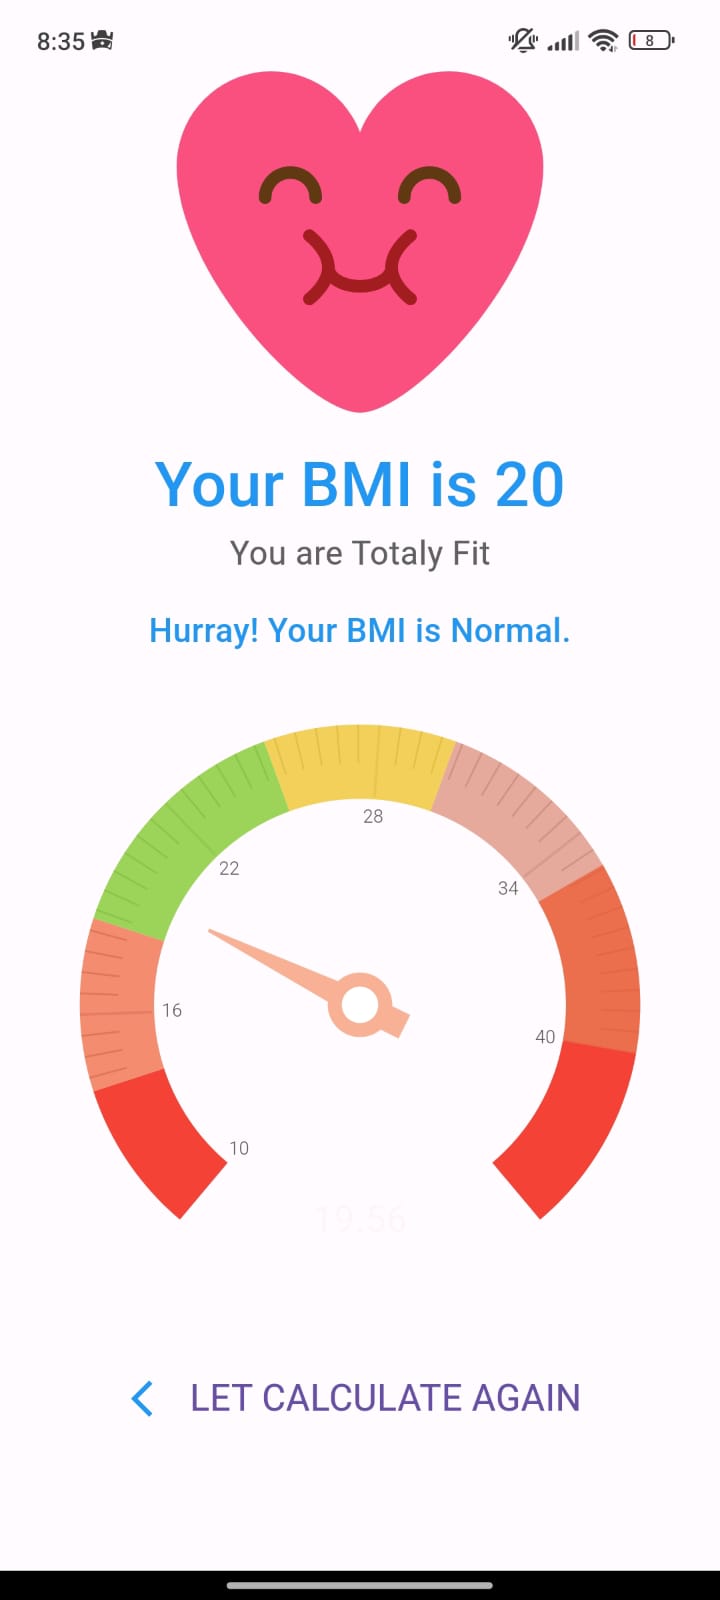 8:35
8
Your BMI is 20
You are Totaly Fit
Hurray! Your BMI is Normal.
28
22
34
16
40
10
19.56
LET CALCULATE AGAIN